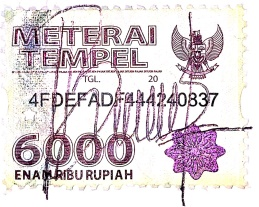 METERAI
TEMPEL
TGL. 20
4FDEFADF444240837
6000
ENAM RIBU RUPIAH